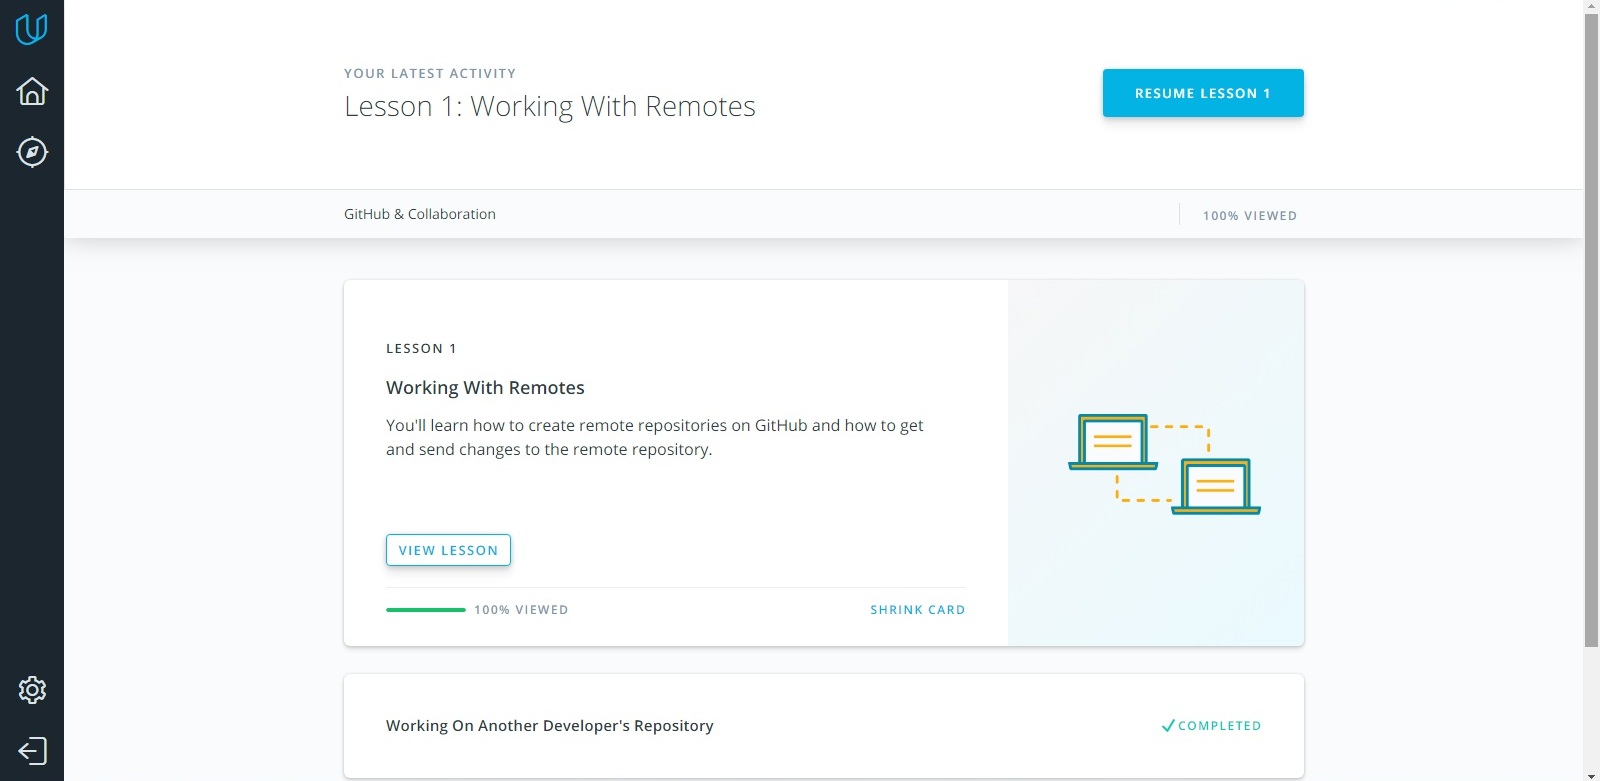 YOUR LATEST ACTIVITY
Lesson 1: Working With Remotes
RESUME LESSON 1
GitHub & Collaboration
100% VIEWED
LESSON 1
Working With Remotes
You'll learn how to create remote repositories on GitHub and how to get
and send changes to the remote repository.
VIEW LESSON
100% VIEWED
SHRINK CARD
Working On Another Developer's Repository
COMPLETED